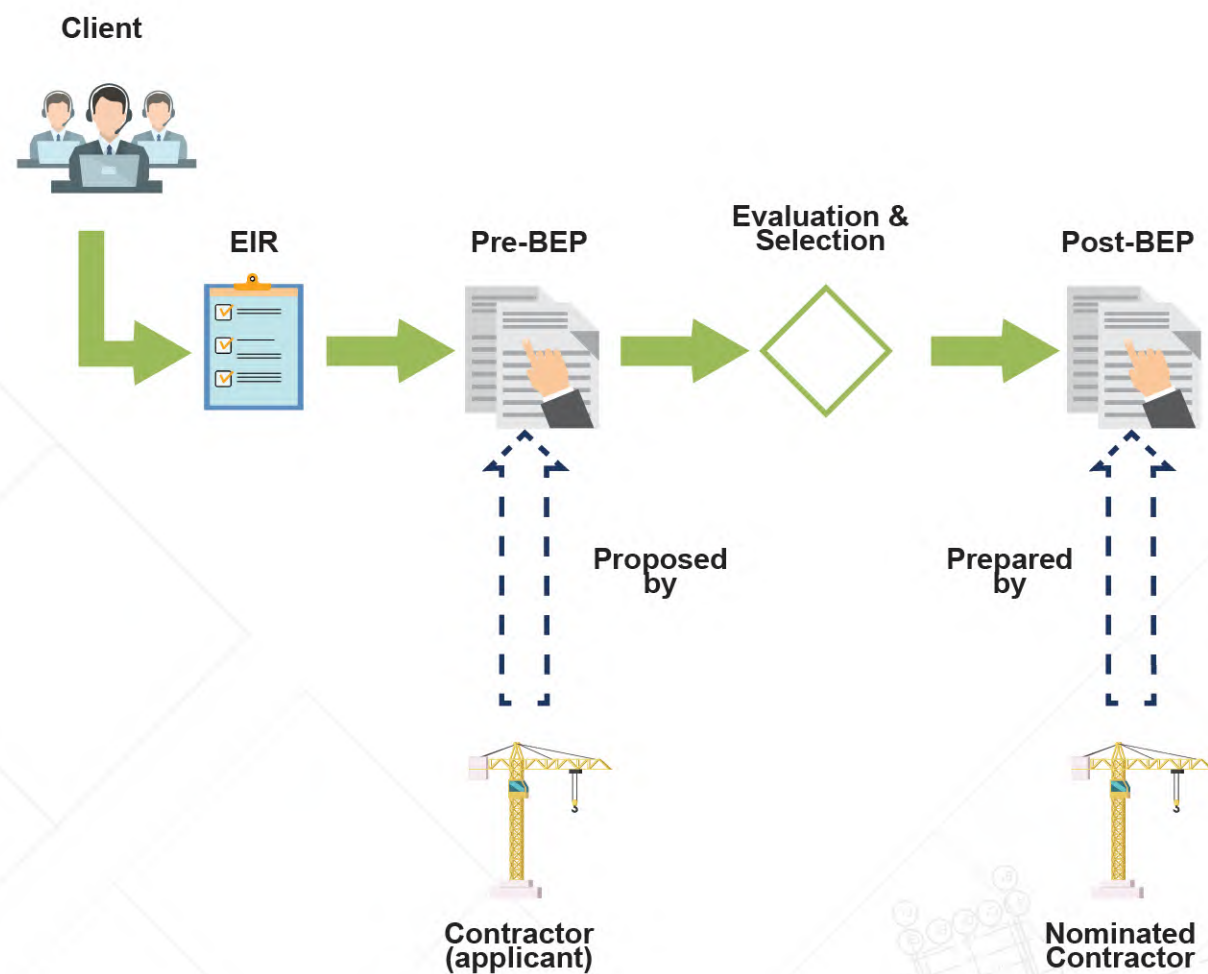 Client
EIR
Pre-BEP
Evaluation &
Selection
Post-BEP
Proposed
by
Prepared
by
Contractor
(applicant)
Nominated
Contractor